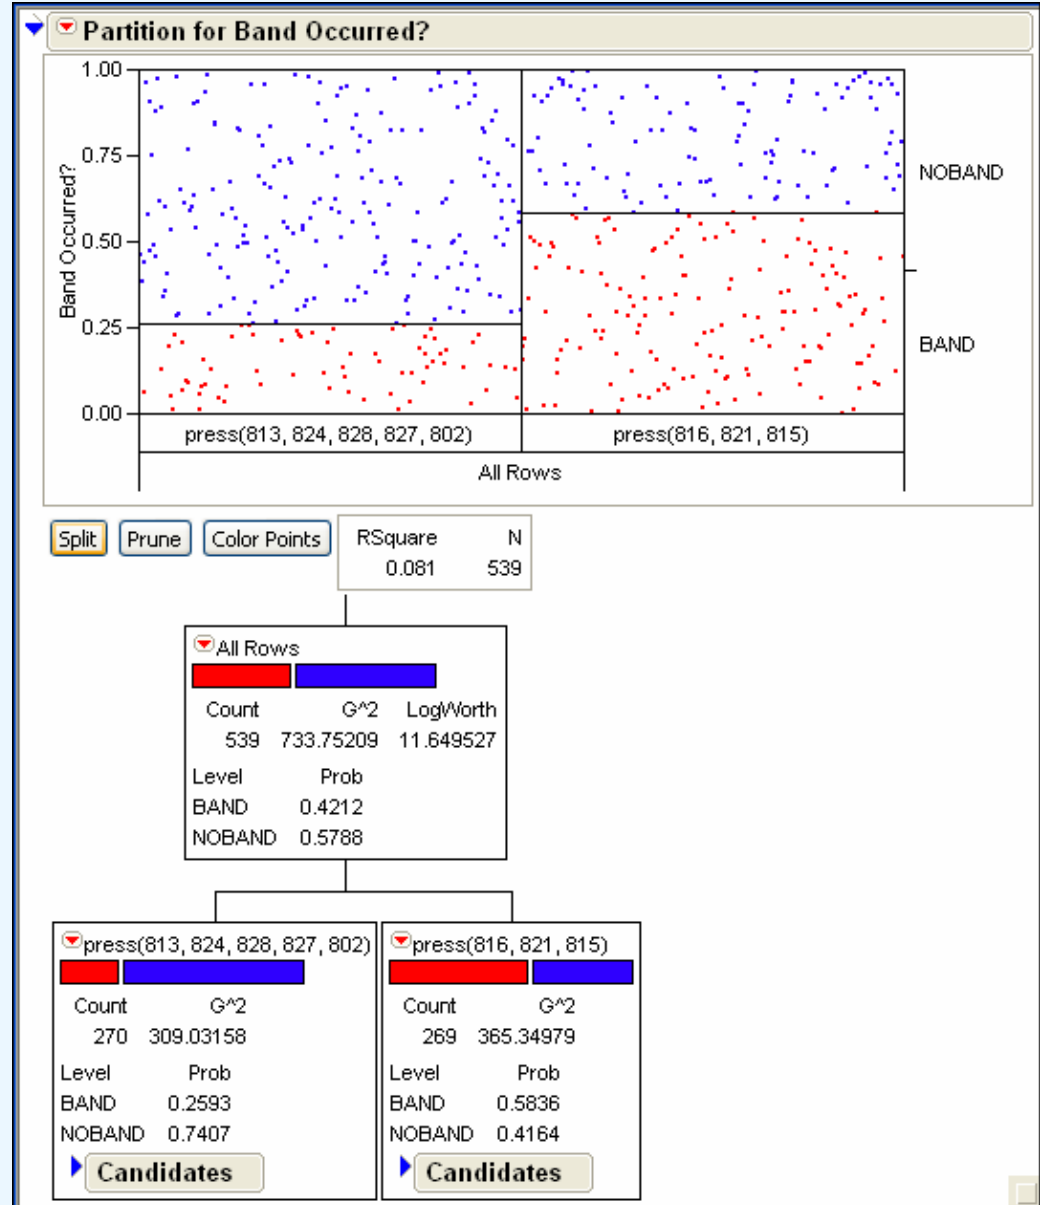 Partition for Band Occurred?
1.00
0.75
0.50
0.25
0.00
Band Occurred?
NOBAND
BAND
press(813, 824, 828, 827, 802) press(816, 821, 815)
All Rows
Split Prune Color Points
RSquare N
0.081 539
All Rows
Count G^2 LogWorth
539 733.75209 11.649527
Level Prob
BAND 0.4212
NOBAND 0.5788
press(813, 824, 828, 827, 802)
Count G^2
270 309.03158
Level Prob
BAND 0.2593
NOBAND 0.7407
Candidates
press(816, 821, 815)
Count G^2
269 365.34979
Level Prob
BAND 0.5836
NOBAND 0.4164
Candidates